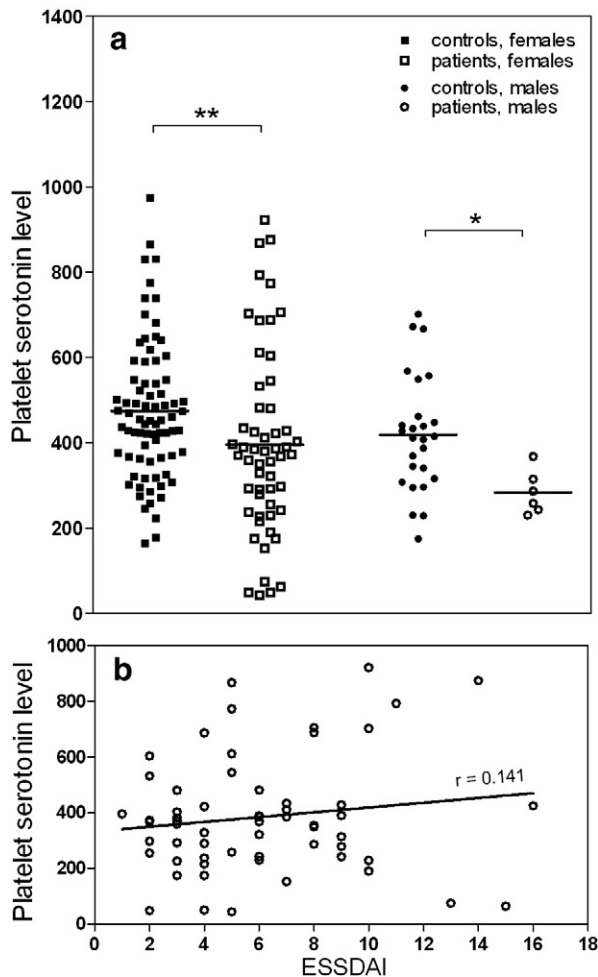 a
controls, females
patients, females
controls, males
patients, males
1400
1200
1000
800
600
400
200
0
Platelet serotonin level
**
*
b
1000
800
600
400
200
0
Platelet serotonin level
r = 0.141
0 2 4 6 8 10 12 14 16 18
ESSDAI